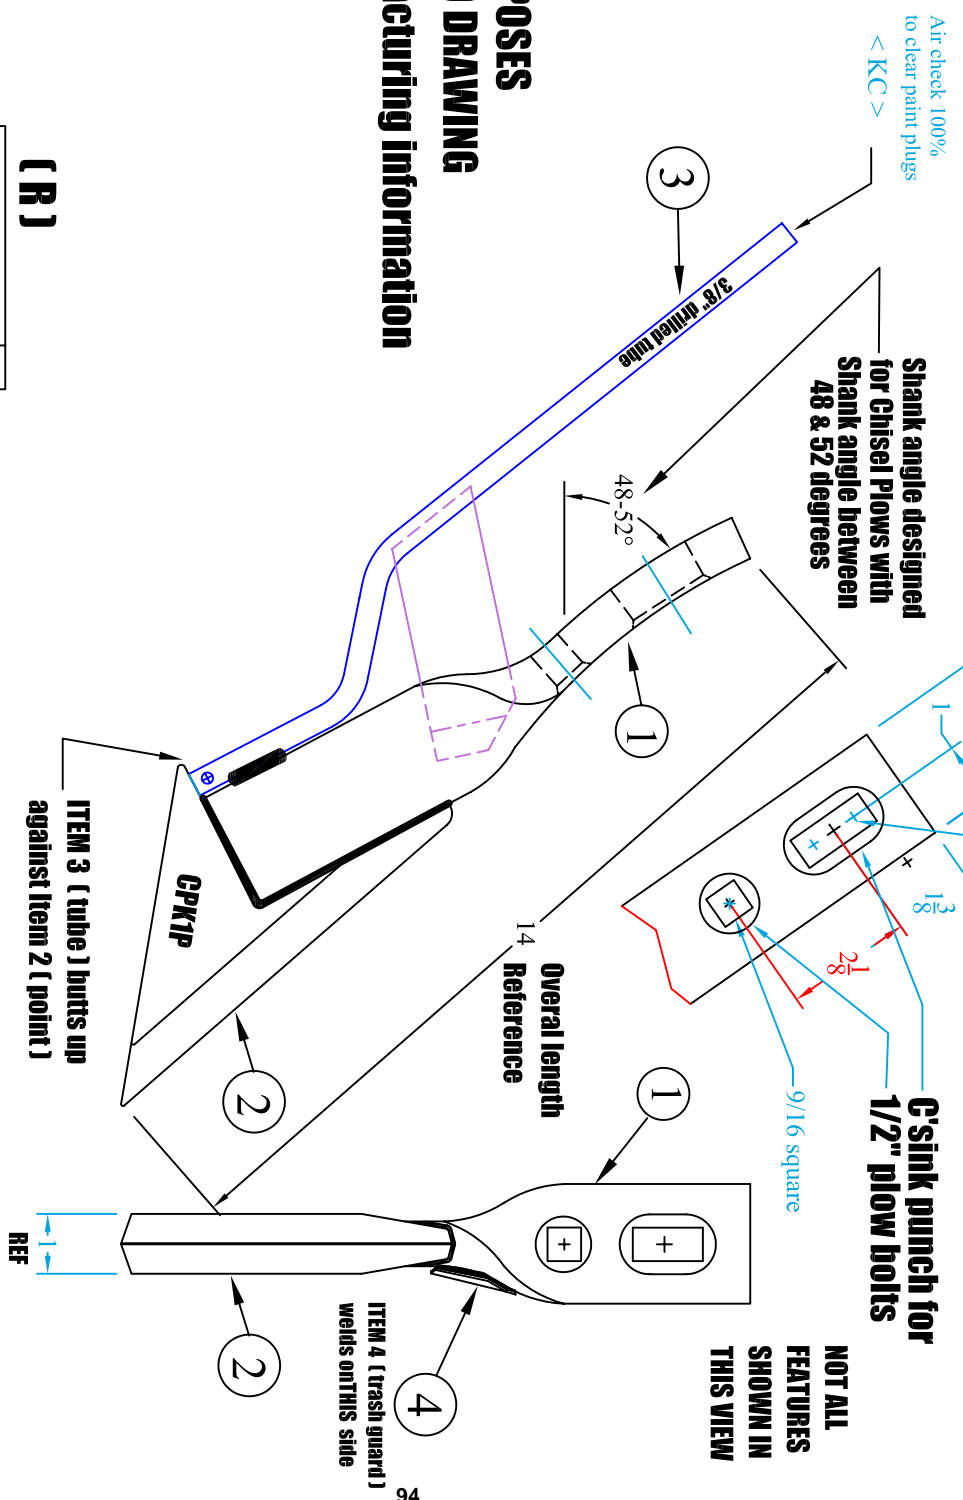 POSES
DRAWING
cturing information
( R )
Air check 100%
to clear paint plugs
< KC >
3
3/8" drilled tube
Shank angle designed
for Chisel Plows with
Shank angle between
48 & 52 degrees
48-52°
1
ITEM 3 ( tube ) butts up
against Item 2 ( point )
CPK1P
2
14
Overal length
Reference
1
1 3/8
2 1/8
9/16 square
C'sink punch for
1/2" plow bolts
1
2
4
ITEM 4 ( trash guard )
welds onTHIS side
1
REF
NOT ALL
FEATURES
SHOWN IN
THIS VIEW
94